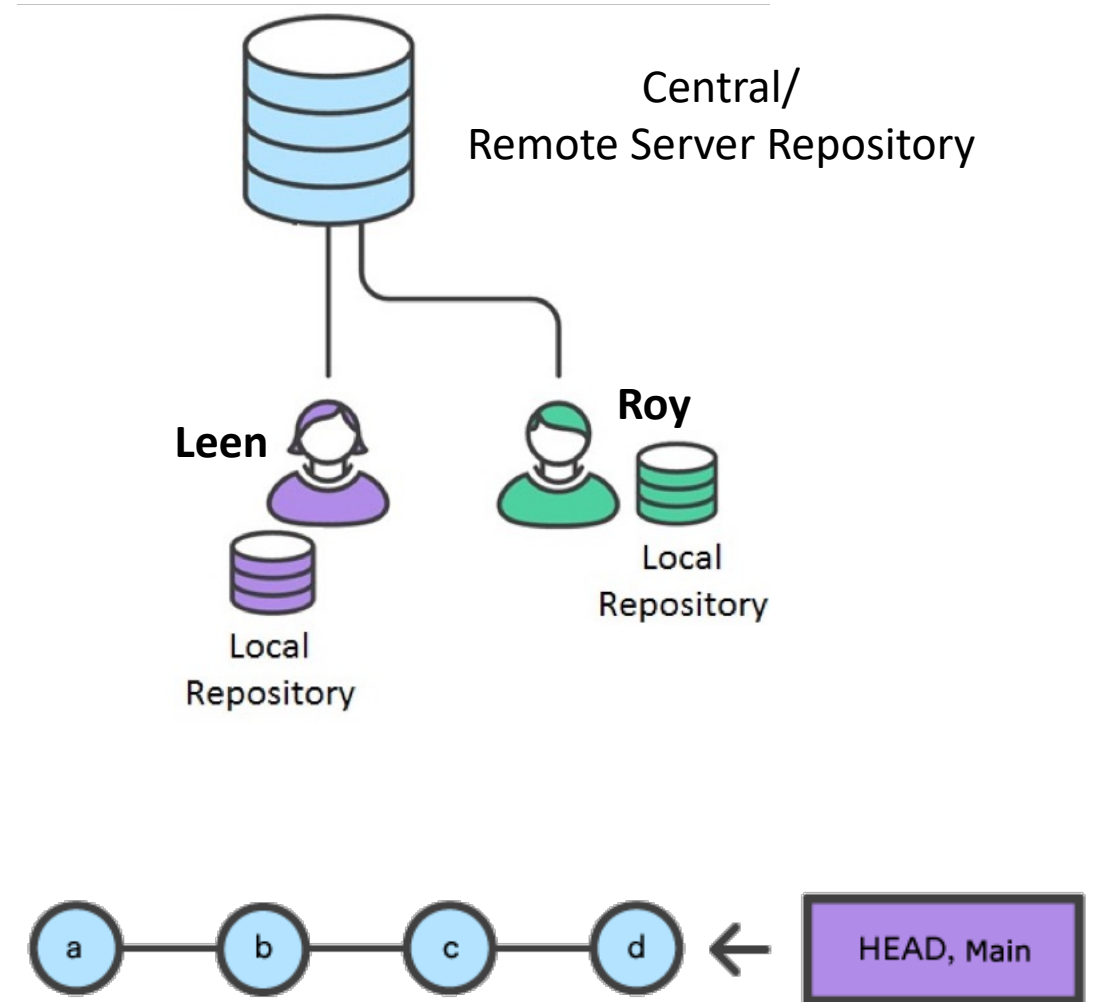 Central/
Remote Server Repository
Roy
Leen
Local
Repository
Local
Repository
a
b
c
d
HEAD, Main